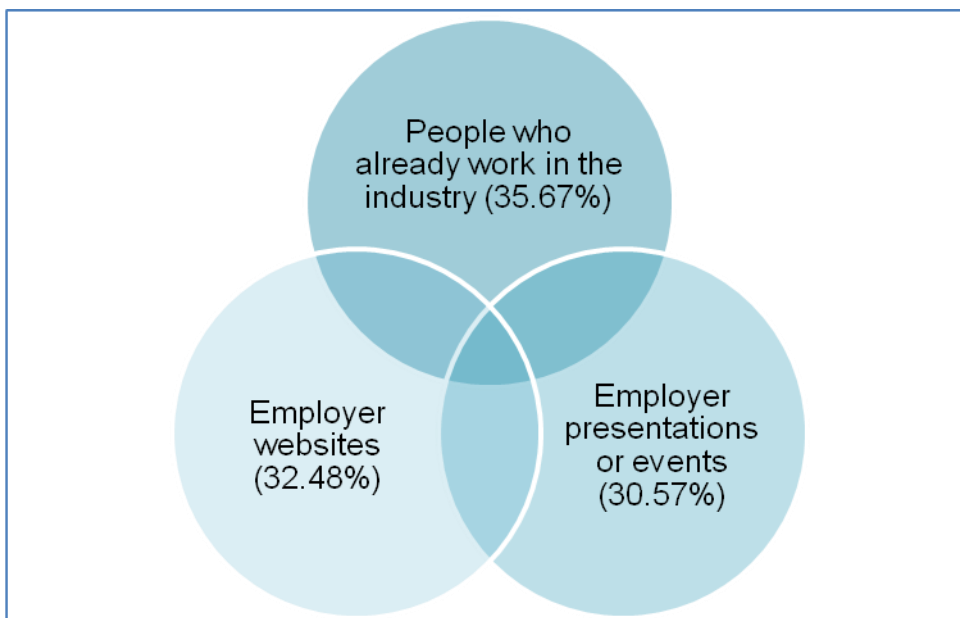 People who
already work in the
industry (35.67%)
Employer
websites
(32.48%)
Employer
presentations
or events
(30.57%)